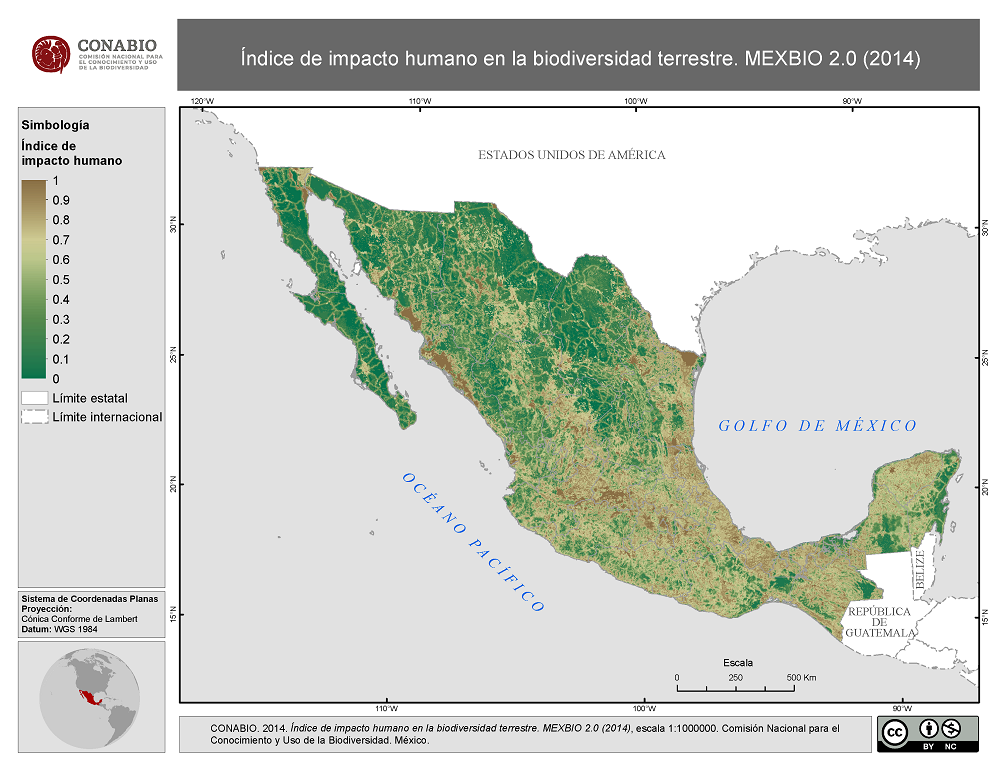 CONABIO
COMISIÓN NACIONAL PARA
EL CONOCIMIENTO Y USO
DE LA BIODIVERSIDAD
Índice de impacto humano en la biodiversidad terrestre. MEXBIO 2.0 (2014)
Simbología
Índice de
impacto humano
1
0.9
0.8
0.7
0.6
0.5
0.4
0.3
0.2
0.1
0
Límite estatal
Límite internacional
Sistema de Coordenadas Planas
Proyección:
Cónica Conforme de Lambert
Datum: WGS 1984
120°W
110°W
100°W
90°W
30°N
25°N
20°N
15°N
30°N
25°N
20°N
15°N
110°W
100°W
90°W
ESTADOS UNIDOS DE AMÉRICA
GOLFO DE MÉXICO
OCÉANO PACÍFICO
BELIZE
REPÚBLICA
DE
GUATEMALA
Escala
0 250 500 Km
CONABIO. 2014. Índice de impacto humano en la biodiversidad terrestre. MEXBIO 2.0 (2014), escala 1:1000000. Comisión Nacional para el
Conocimiento y Uso de la Biodiversidad. México.
cc
BY NC